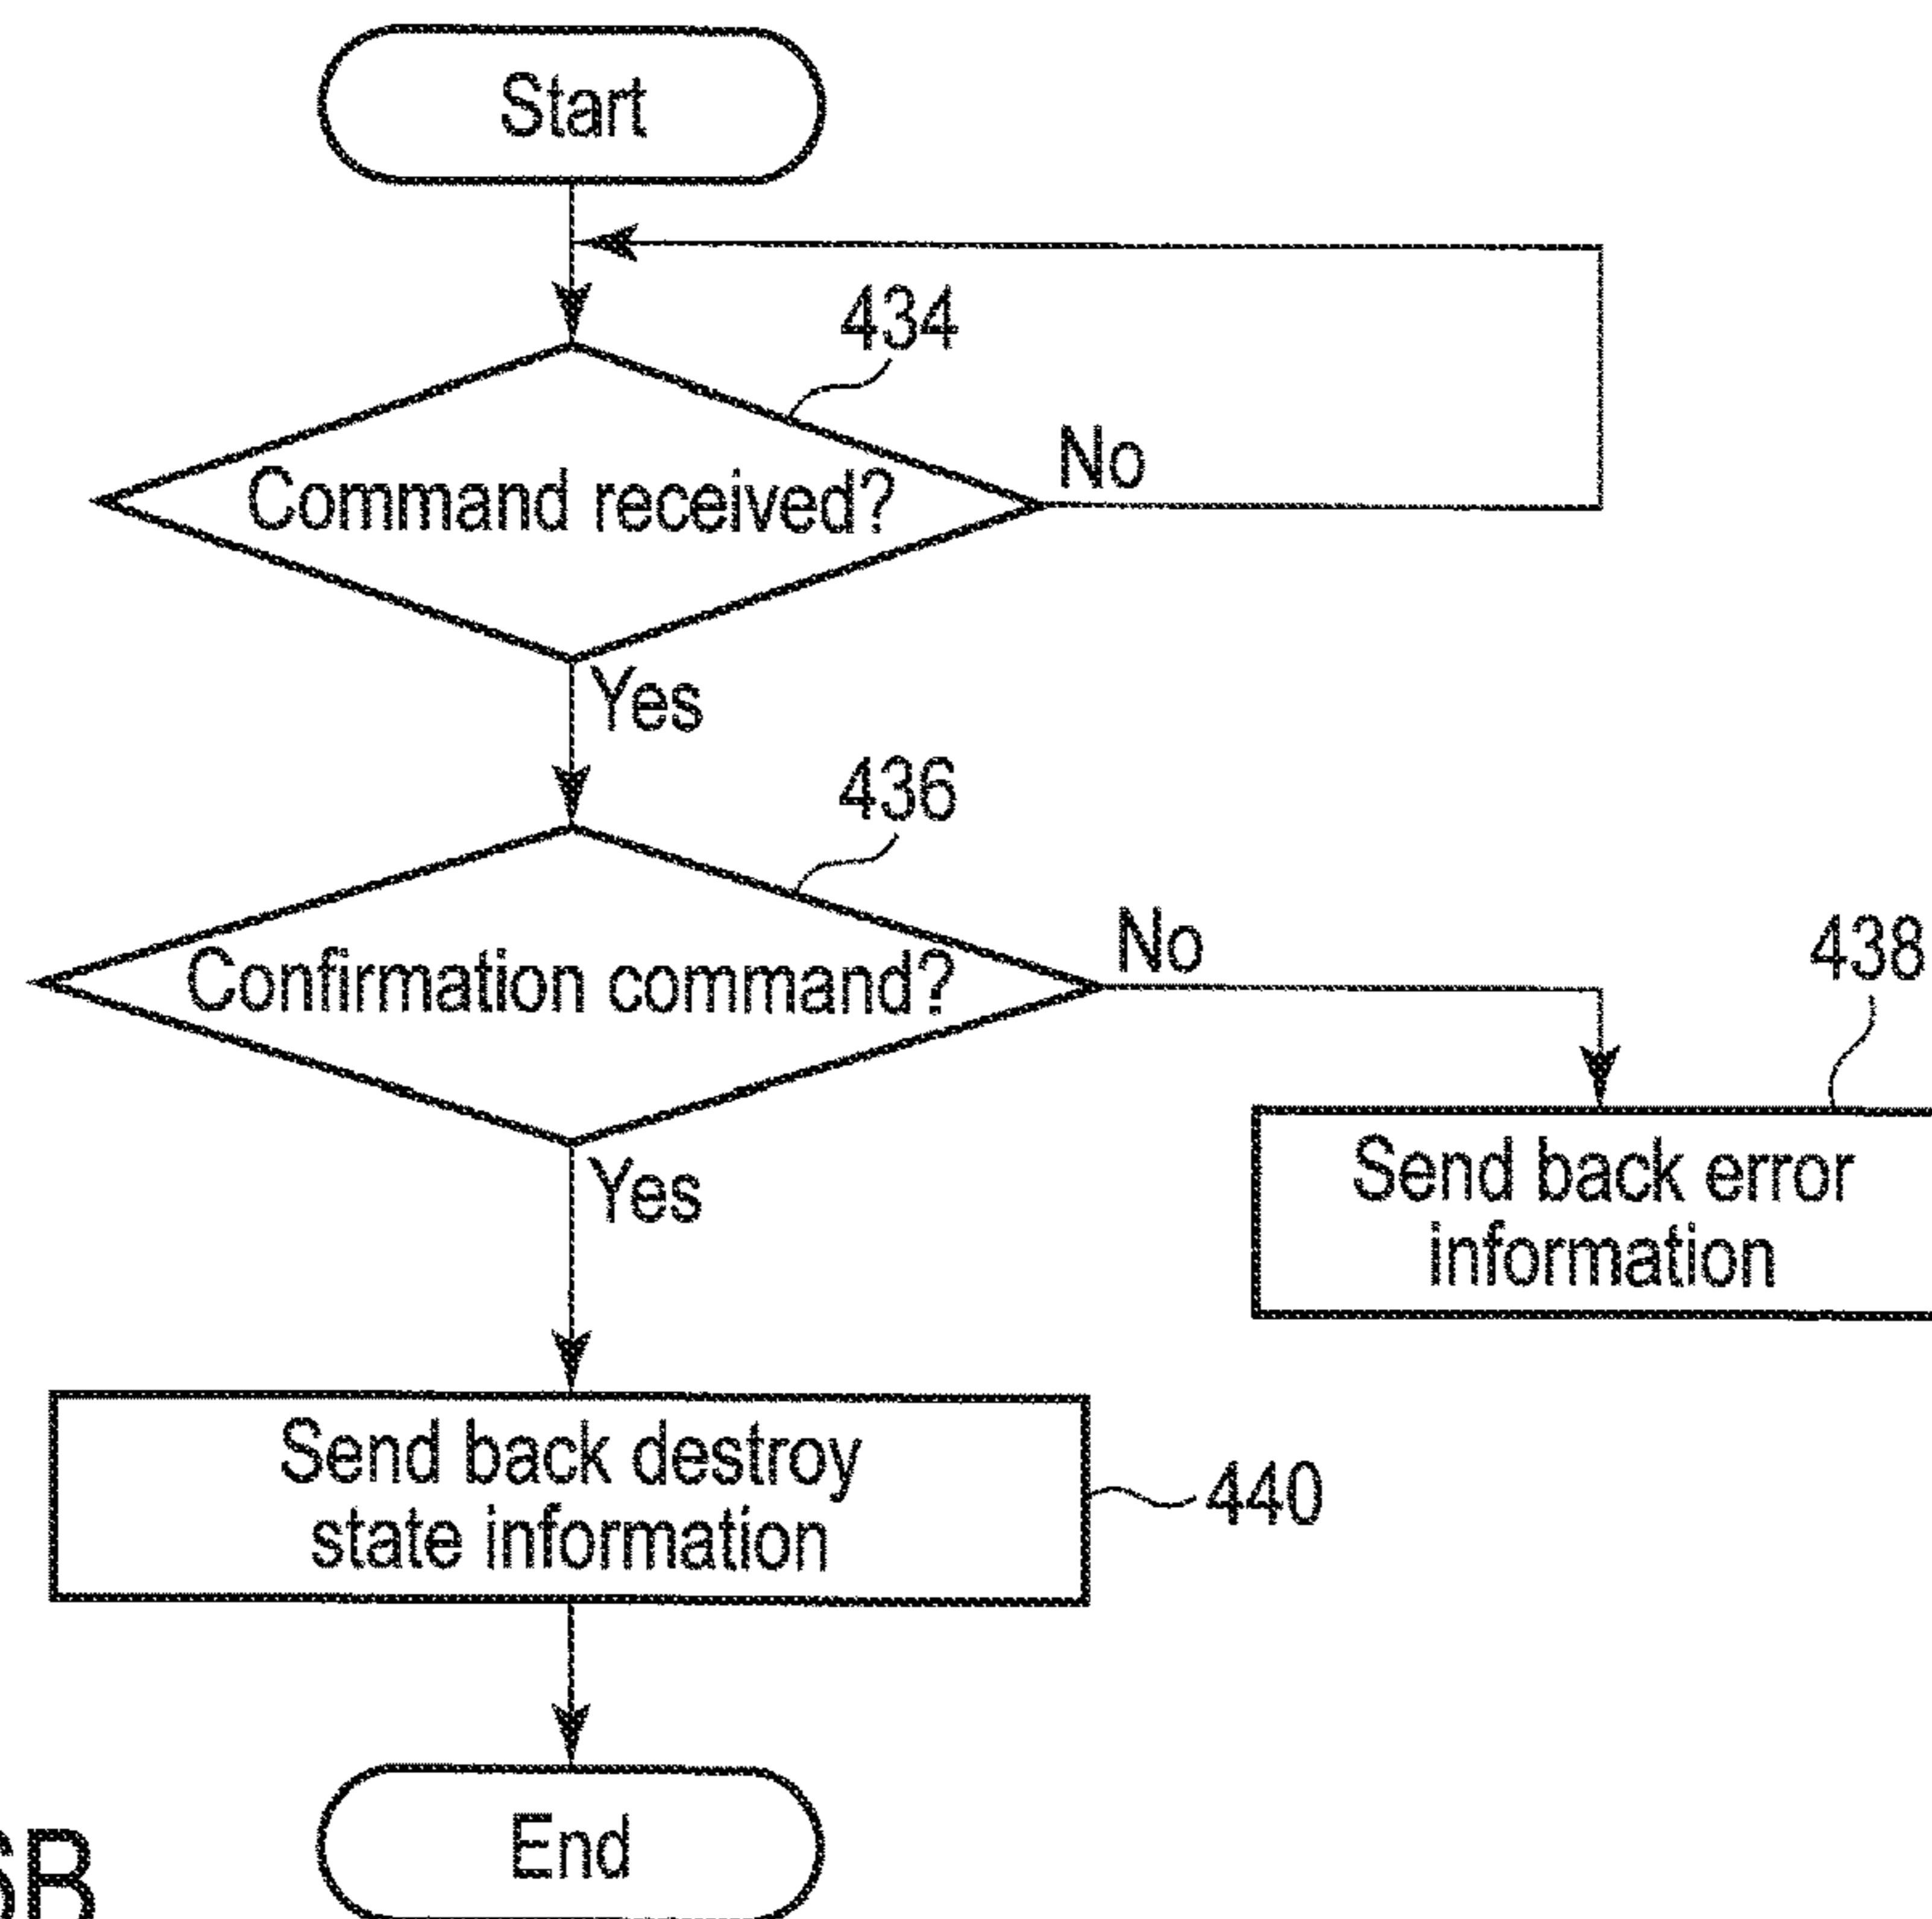 Start
434
Command received?
No
Yes
436
Confirmation command?
No
438
Yes
Send back error
information
Send back destroy
state information
440
End